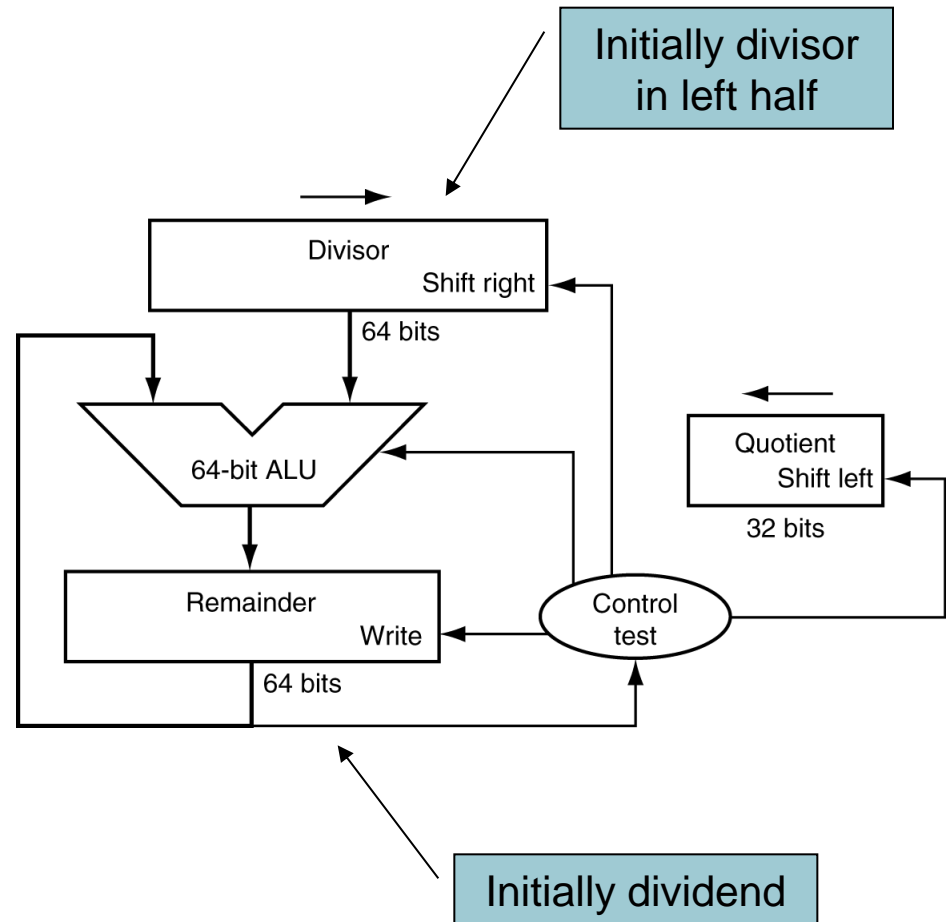 Initially divisor
in left half
Divisor
Shift right
64 bits
64-bit ALU
Quotient
Shift left
32 bits
Remainder
Write
Control
test
64 bits
Initially dividend